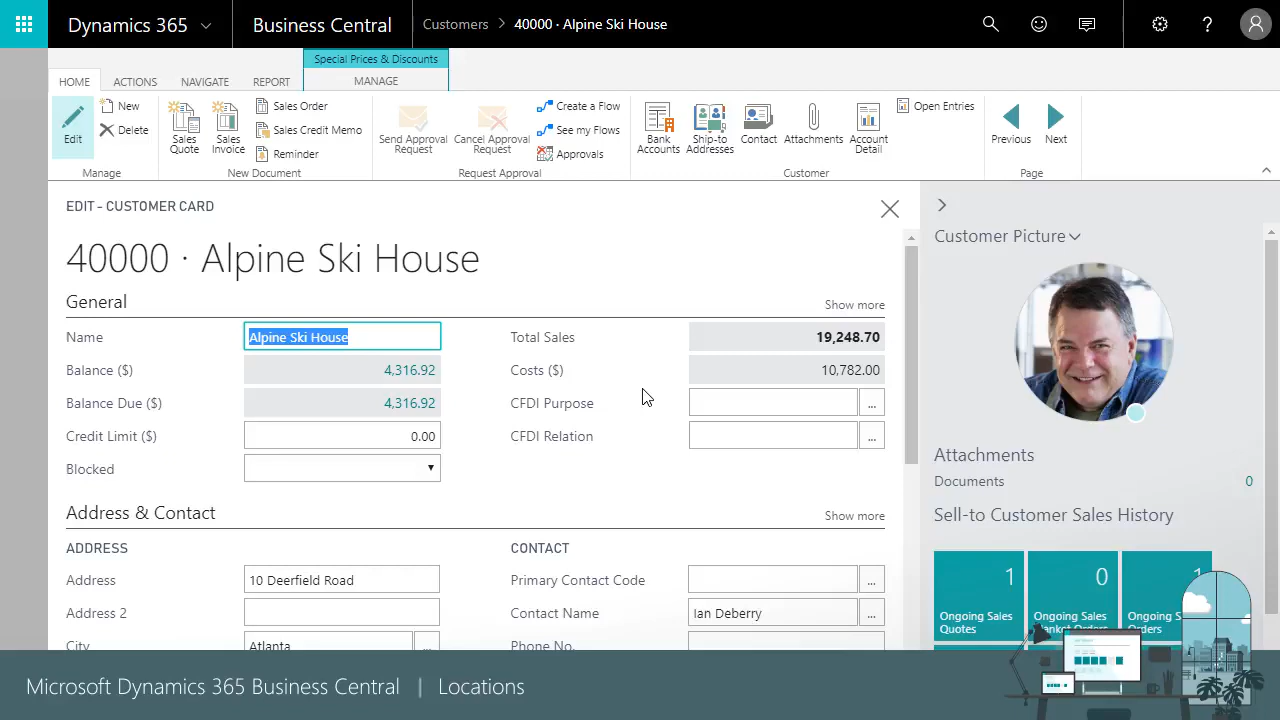 Dynamics 365
Business Central
Customers
40000 · Alpine Ski House
Special Prices & Discounts
HOME
ACTIONS
NAVIGATE
REPORT
MANAGE
Edit
New
Delete
Manage
Sales Quote
Sales Invoice
Sales Order
Sales Credit Memo
Reminder
New Document
Send Approval Request
Cancel Approval Request
Create a Flow
See my Flows
Approvals
Request Approval
Bank Accounts
Ship-to Addresses
Contact
Attachments
Account Detail
Open Entries
Customer
Previous
Next
Page
EDIT - CUSTOMER CARD
40000 · Alpine Ski House
General
Show more
Name
Alpine Ski House
Balance ($)
4,316.92
Balance Due ($)
4,316.92
Credit Limit ($)
0.00
Blocked
Total Sales
19,248.70
Costs ($)
10,782.00
CFDI Purpose
...
CFDI Relation
...
Address & Contact
Show more
ADDRESS
Address
10 Deerfield Road
Address 2
City
Atlanta
CONTACT
Primary Contact Code
...
Contact Name
Ian Deberry
...
Phone No.
Customer Picture
Attachments
Documents
0
Sell-to Customer Sales History
1
Ongoing Sales Quotes
0
Ongoing Sales
1
Ongoing S
Microsoft Dynamics 365 Business Central | Locations